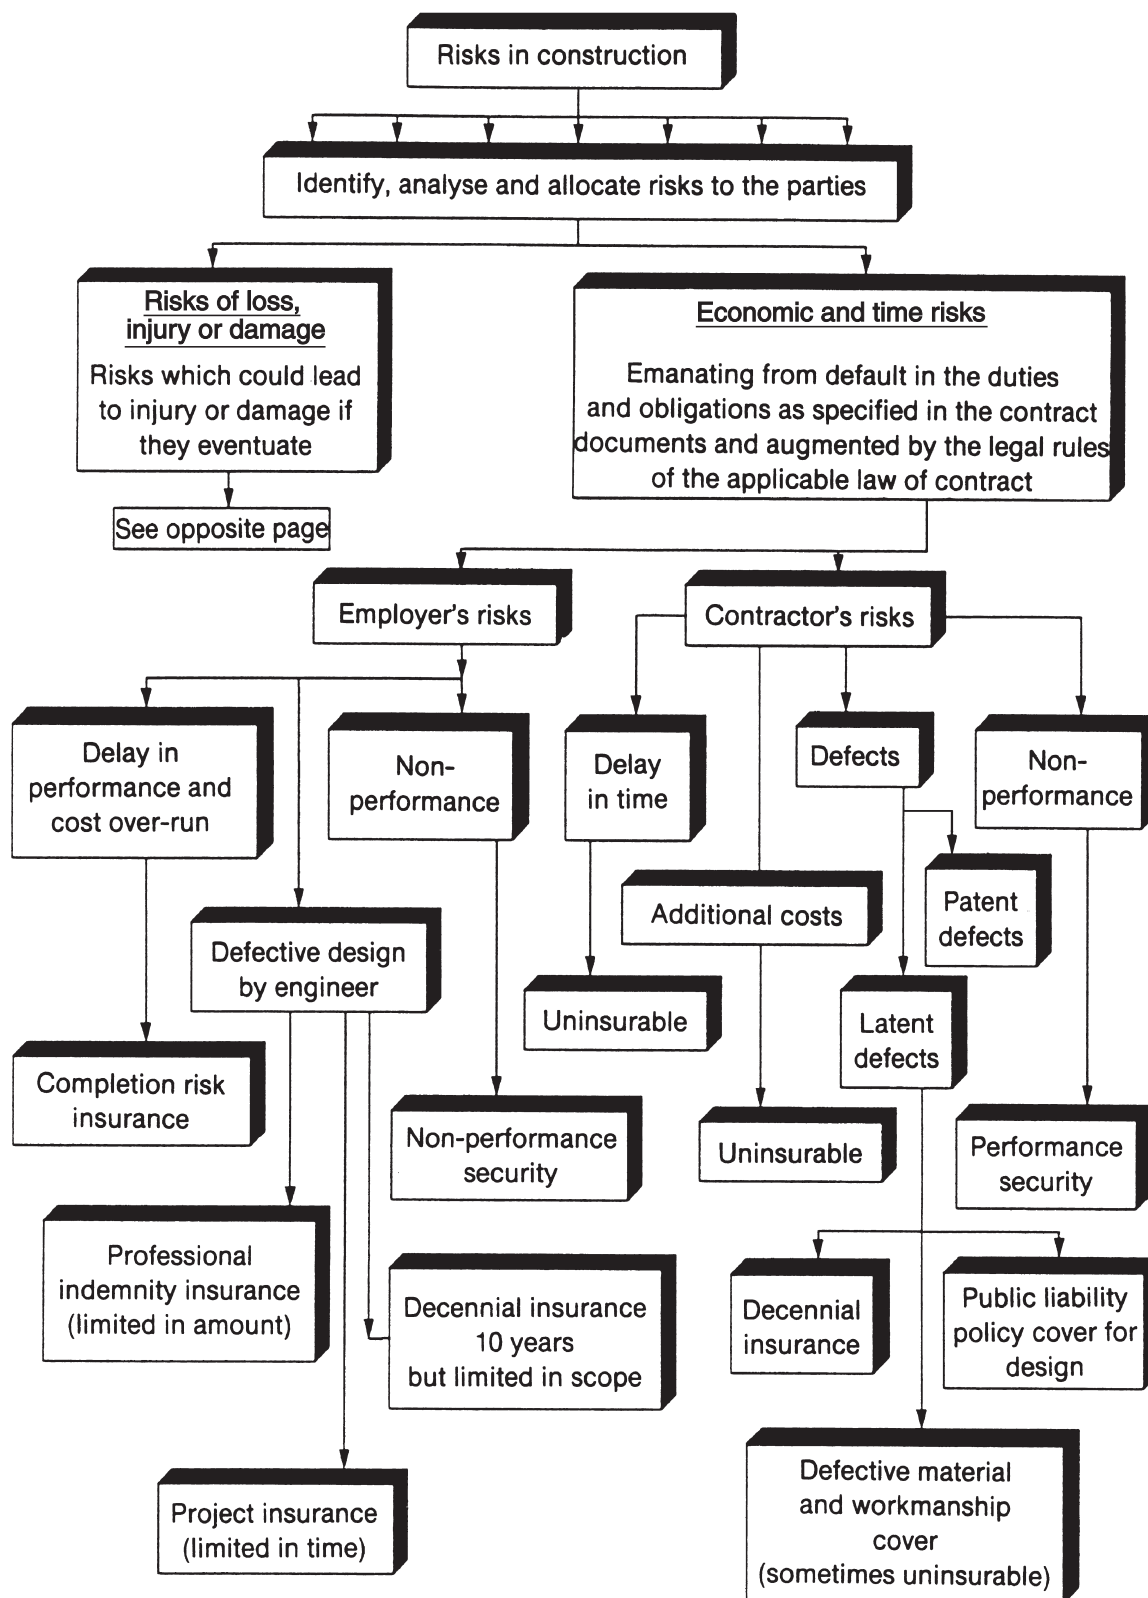 Risks in construction
Identify, analyse and allocate risks to the parties
Risks of loss,
injury or damage
Risks which could lead
to injury or damage if
they eventuate
See opposite page
Economic and time risks
Emanating from default in the duties
and obligations as specified in the contract
documents and augmented by the legal rules
of the applicable law of contract
Employer's risks
Contractor's risks
Delay in
performance and
cost over-run
Non-
performance
Delay
in time
Defects
Non-
performance
Additional costs
Patent
defects
Defective design
by engineer
Uninsurable
Latent
defects
Completion risk
insurance
Non-performance
security
Uninsurable
Performance
security
Professional
indemnity insurance
(limited in amount)
Decennial insurance
10 years
but limited in scope
Decennial
insurance
Public liability
policy cover for
design
Project insurance
(limited in time)
Defective material
and workmanship
cover
(sometimes uninsurable)